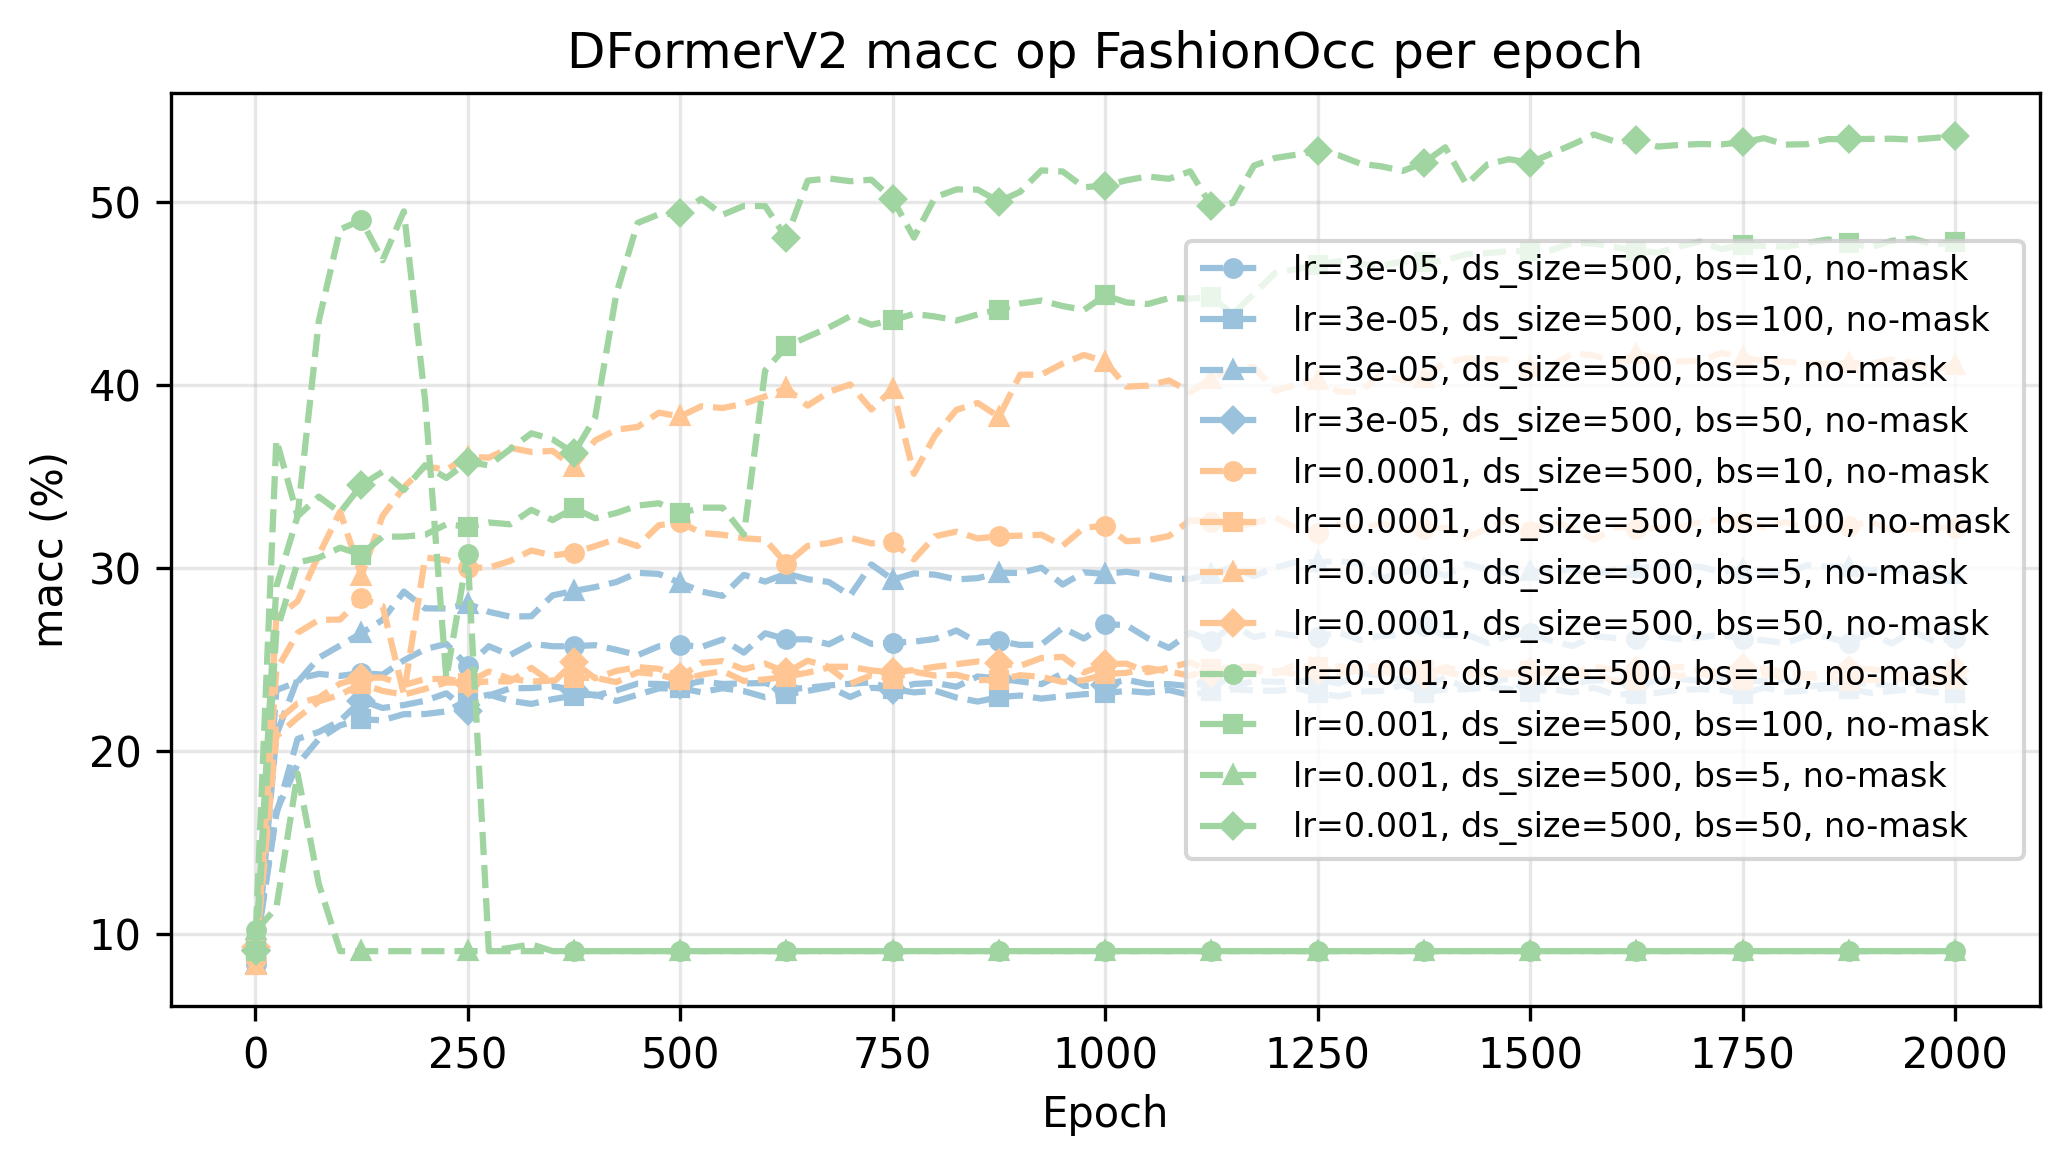 DFormerV2 macc op FashionOcc per epoch
macc (%)
50
40
30
20
10
lr=3e-05, ds_size=500, bs=10, no-mask
lr=3e-05, ds_size=500, bs=100, no-mask
lr=3e-05, ds_size=500, bs=5, no-mask
lr=3e-05, ds_size=500, bs=50, no-mask
lr=0.0001, ds_size=500, bs=10, no-mask
lr=0.0001, ds_size=500, bs=100, no-mask
lr=0.0001, ds_size=500, bs=5, no-mask
lr=0.0001, ds_size=500, bs=50, no-mask
lr=0.001, ds_size=500, bs=10, no-mask
lr=0.001, ds_size=500, bs=100, no-mask
lr=0.001, ds_size=500, bs=5, no-mask
lr=0.001, ds_size=500, bs=50, no-mask
0 250 500 750 1000 1250 1500 1750 2000
Epoch